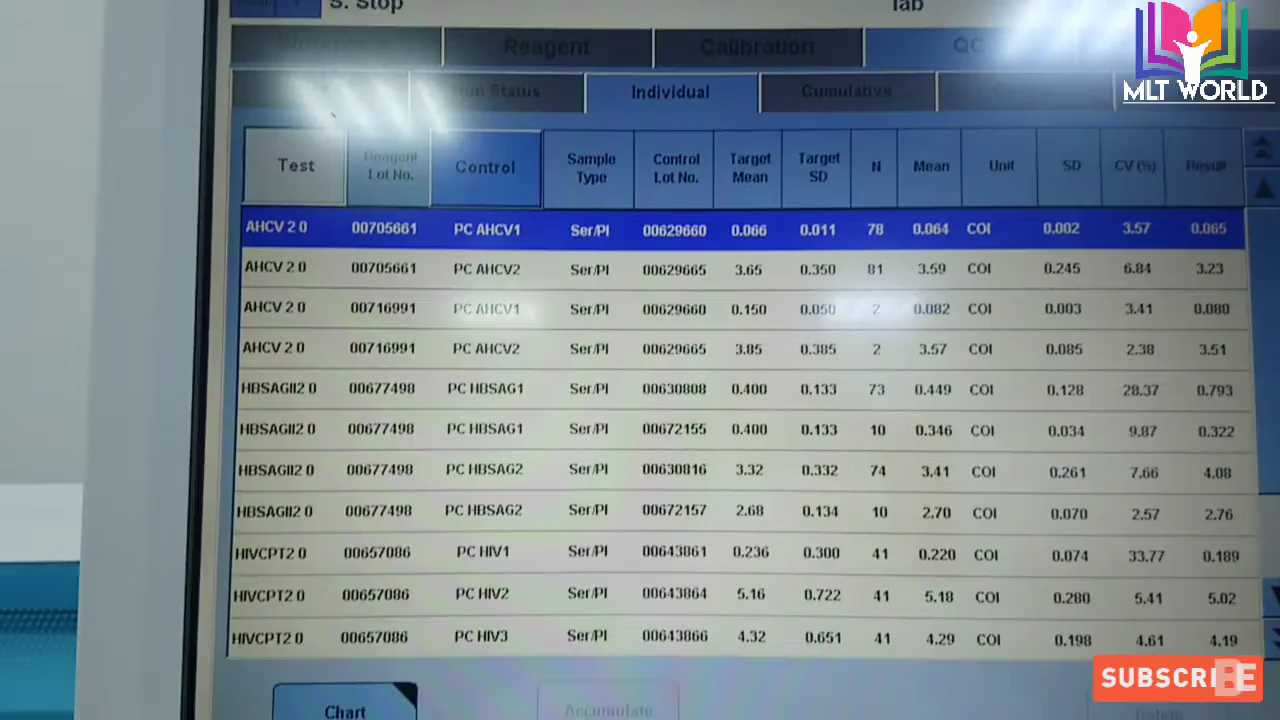 S. Stop lab
Reagent Calibration QC
Run Status Individual Cumulative
MLT WORLD
Test Reagent Lot No. Control Sample Type Control Lot No. Target Mean Target SD N Mean Unit SD CV (%) Result
AHCV 2 0 00705661 PC AHCV1 Ser/Pl 00629660 0.066 0.011 78 0.064 COI 0.002 3.57 0.065
AHCV 2 0 00705661 PC AHCV2 Ser/Pl 00629665 3.65 0.350 81 3.59 COI 0.245 6.84 3.23
AHCV 2 0 00716991 PC AHCV1 Ser/Pl 00629660 0.150 0.050 2 0.082 COI 0.003 3.41 0.080
AHCV 2 0 00716991 PC AHCV2 Ser/Pl 00629665 3.85 0.385 2 3.57 COI 0.085 2.38 3.51
HBSAGII2 0 00677498 PC HBSAG1 Ser/Pl 00630808 0.400 0.133 73 0.449 COI 0.128 28.37 0.793
HBSAGII2 0 00677498 PC HBSAG1 Ser/Pl 00672155 0.400 0.133 10 0.346 COI 0.034 9.87 0.322
HBSAGII2 0 00677498 PC HBSAG2 Ser/Pl 00630816 3.32 0.332 74 3.41 COI 0.261 7.66 4.08
HBSAGII2 0 00677498 PC HBSAG2 Ser/Pl 00672157 2.68 0.134 10 2.70 COI 0.070 2.57 2.76
HIVCPT2 0 00657086 PC HIV1 Ser/Pl 00643861 0.236 0.300 41 0.220 COI 0.074 33.77 0.189
HIVCPT2 0 00657086 PC HIV2 Ser/Pl 00643864 5.16 0.722 41 5.18 COI 0.280 5.41 5.02
HIVCPT2 0 00657086 PC HIV3 Ser/Pl 00643866 4.32 0.651 41 4.29 COI 0.198 4.61 4.19
SUBSCRIBE
Chart Accumulate Delete